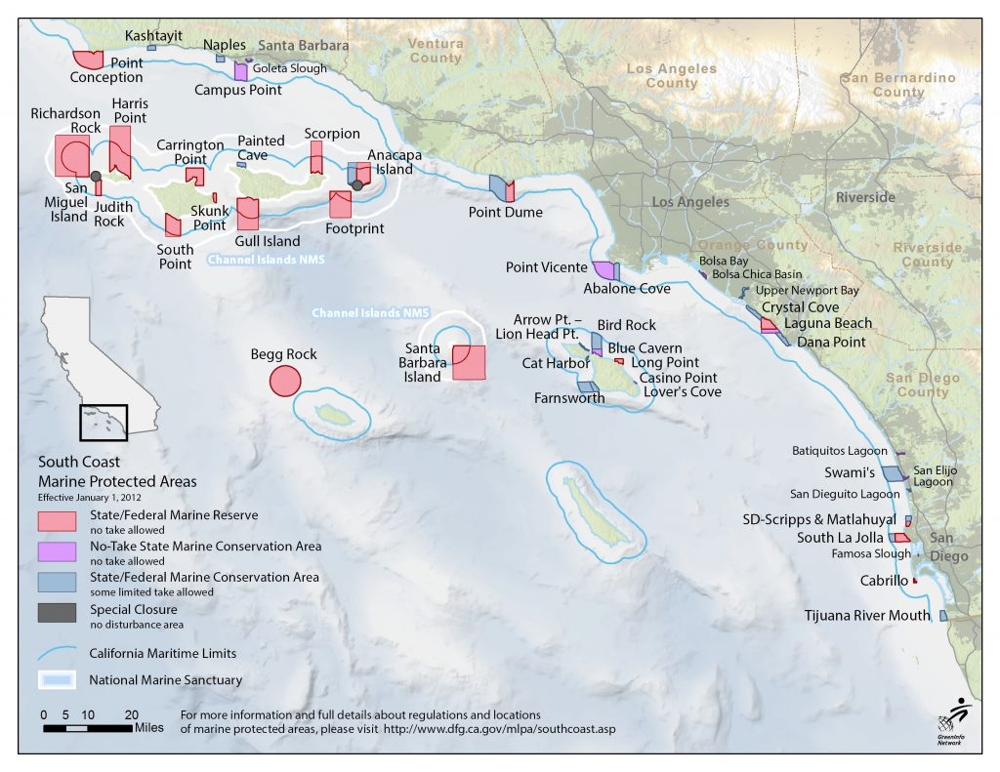 Kashtayit
Naples
Santa Barbara
Ventura
County
Point
Conception
Goleta Slough
Campus Point
Los Angeles
County
San Bernardino
County
Richardson
Rock
Harris
Point
Carrington
Point
Painted
Cave
Scorpion
Anacapa
Island
San
Miguel
Island
Judith
Rock
Skunk
Point
South
Point
Gull Island
Footprint
Channel Islands NMS
Point Dume
Los Angeles
Riverside
Orange County
Riverside
County
Point Vicente
Abalone Cove
Bolsa Bay
Bolsa Chica Basin
Upper Newport Bay
Crystal Cove
Laguna Beach
Dana Point
Channel Islands NMS
Santa
Barbara
Island
Begg Rock
Arrow Pt. –
Lion Head Pt.
Bird Rock
Blue Cavern
Cat Harbor
Long Point
Casino Point
Lover's Cove
Farnsworth
San Diego
County
Batiquitos Lagoon
Swami's
San Elijo
Lagoon
San Dieguito Lagoon
SD-Scripps & Matlahuyal
South La Jolla
San
Diego
Famosa Slough
Cabrillo
Tijuana River Mouth
South Coast
Marine Protected Areas
Effective January 1, 2012
State/Federal Marine Reserve
no take allowed
No-Take State Marine Conservation Area
no take allowed
State/Federal Marine Conservation Area
some limited take allowed
Special Closure
no disturbance area
California Maritime Limits
National Marine Sanctuary
0 5 10 20
Miles
For more information and full details about regulations and locations
of marine protected areas, please visit http://www.dfg.ca.gov/mlpa/southcoast.asp
GreenInfo
Network